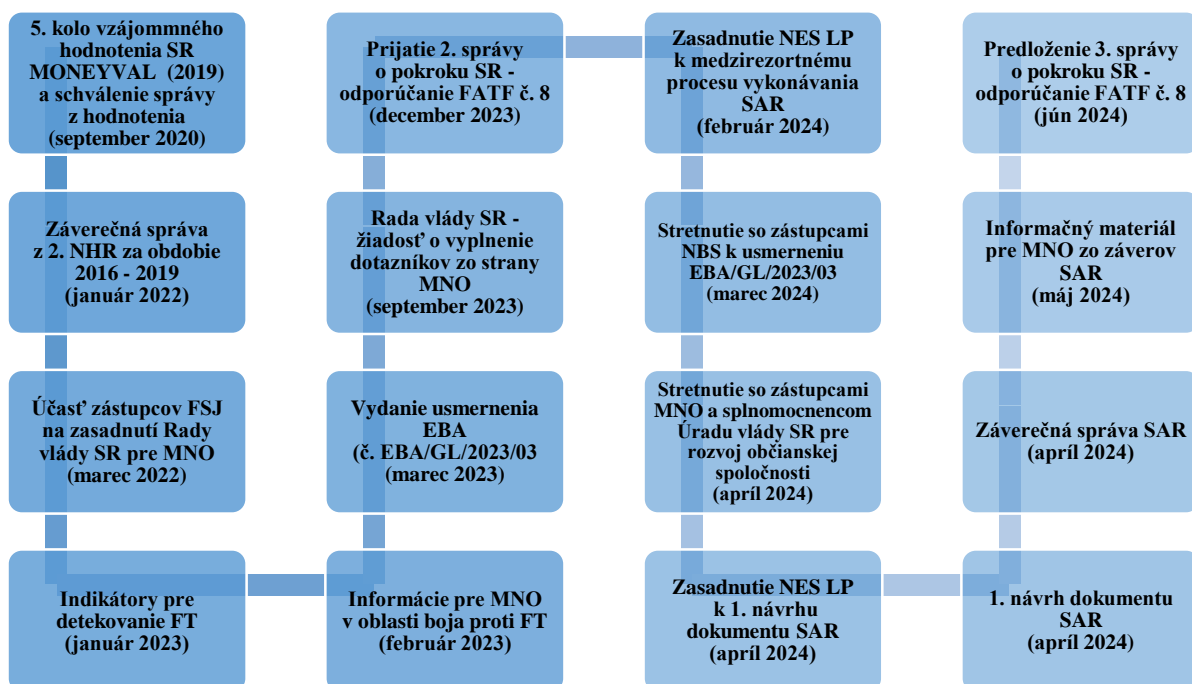 5. kolo vzájommného
hodnotenia SR
MONEYVAL (2019)
a schválenie správy
z hodnotenia
(september 2020)
Záverečná správa
z 2. NHR za obdobie
2016 - 2019
(január 2022)
Účasť zástupcov FSJ
na zasadnutí Rady
vlády SR pre MNO
(marec 2022)
Indikátory pre
detekovanie FT
(január 2023)
Informácie pre MNO
v oblasti boja proti FT
(február 2023)
Vydanie usmernenia
EBA
(č. EBA/GL/2023/03
(marec 2023)
Rada vlády SR -
žiadosť o vyplnenie
dotazníkov zo strany
MNO
(september 2023)
Prijatie 2. správy
o pokroku SR -
odporúčanie FATF č. 8
(december 2023)
Zasadnutie NES LP
k medzirezortnému
procesu vykonávania
SAR
(február 2024)
Stretnutie so zástupcami
NBS k usmerneniu
EBA/GL/2023/03
(marec 2024)
Stretnutie so zástupcami
MNO a splnomocnencom
Úradu vlády SR pre
rozvoj občianskej
spoločnosti
(apríl 2024)
Zasadnutie NES LP
k 1. návrhu
dokumentu SAR
(apríl 2024)
1. návrh dokumentu
SAR
(apríl 2024)
Záverečná správa SAR
(apríl 2024)
Informačný materiál
pre MNO zo záverov
SAR
(máj 2024)
Predloženie 3. správy
o pokroku SR -
odporúčanie FATF č. 8
(jún 2024)